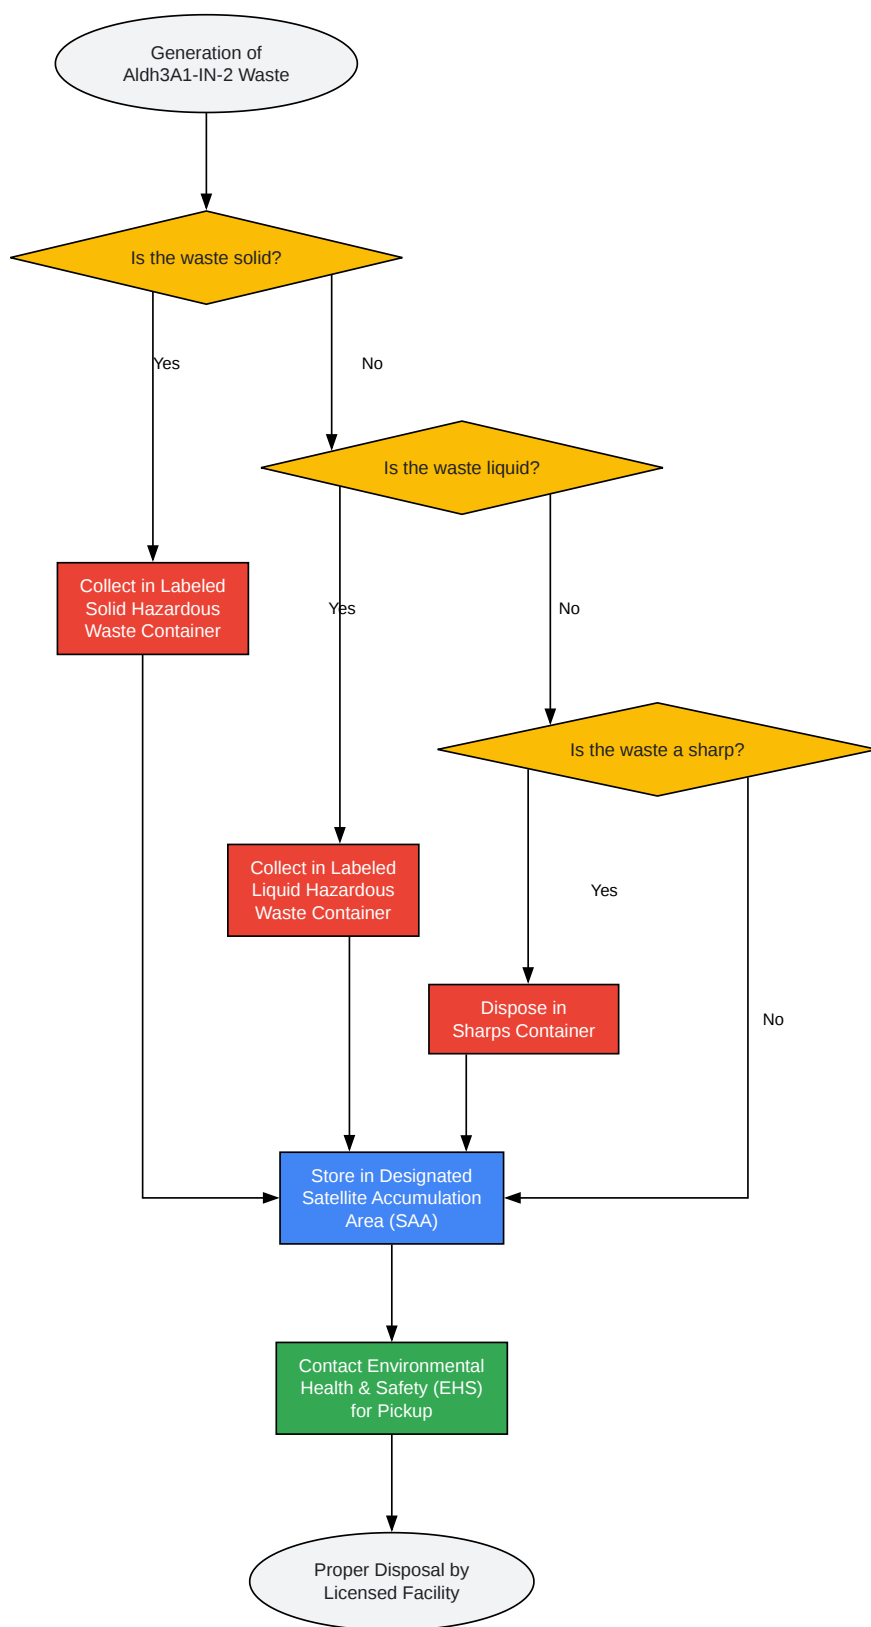 Generation of
Aldh3A1-IN-2 Waste
Is the waste solid?
Yes
No
Is the waste liquid?
Collect in Labeled
Solid Hazardous
Waste Container
Yes
No
Is the waste a sharp?
Collect in Labeled
Liquid Hazardous
Waste Container
Yes
Dispose in
Sharps Container
No
Store in Designated
Satellite Accumulation
Area (SAA)
Contact Environmental
Health & Safety (EHS)
for Pickup
Proper Disposal by
Licensed Facility